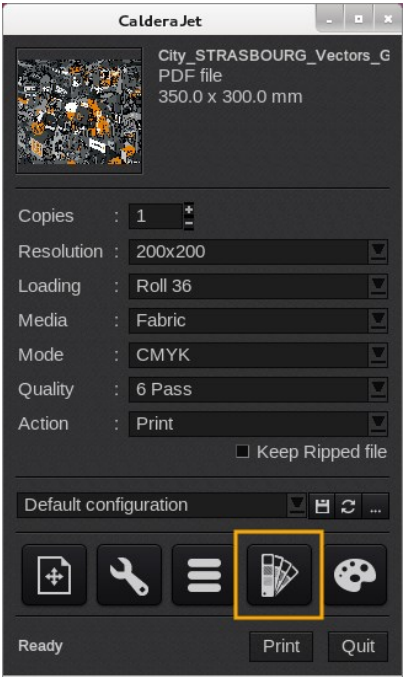 CalderaJet
City_STRASBOURG_Vectors_G
PDF file
350.0 x 300.0 mm
Copies : 1
Resolution : 200x200
Loading : Roll 36
Media : Fabric
Mode : CMYK
Quality : 6 Pass
Action : Print
Keep Ripped file
Default configuration ...
Ready Print Quit